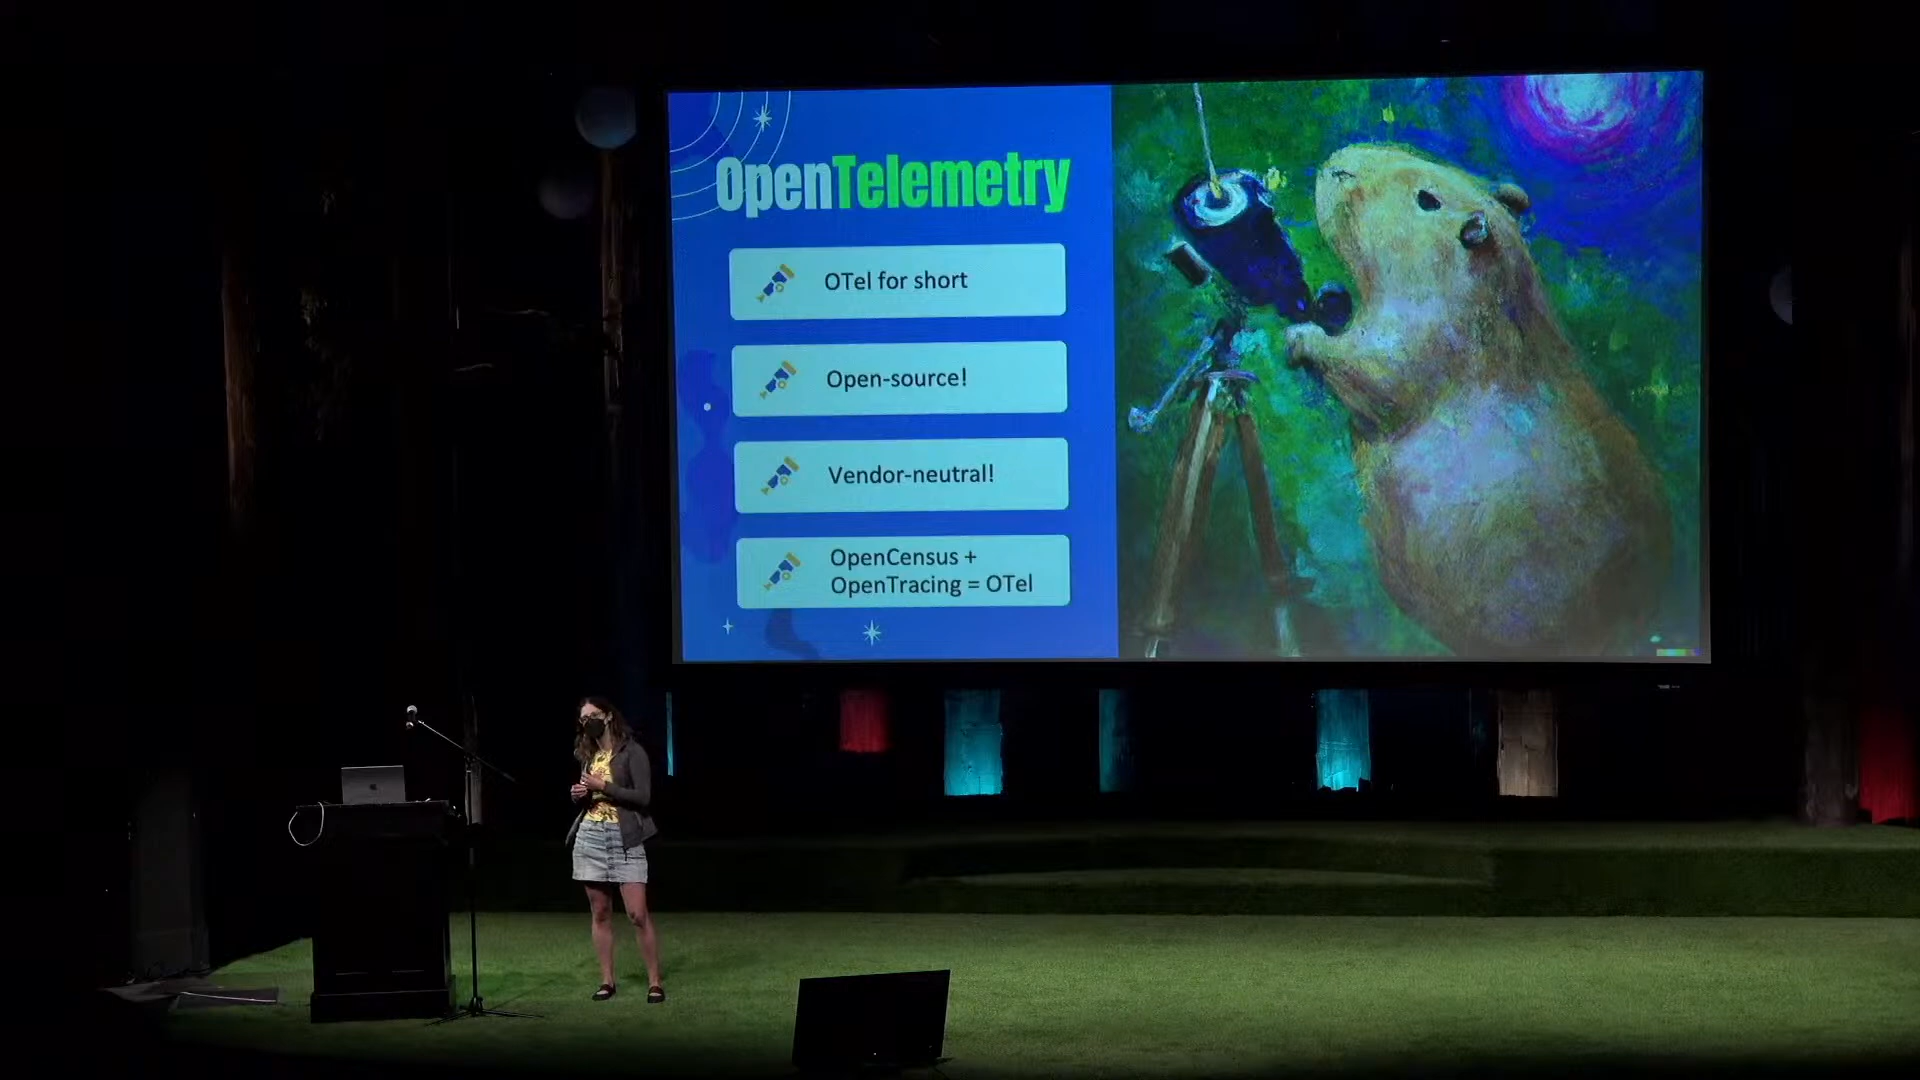 OpenTelemetry
OTel for short
Open-source!
Vendor-neutral!
OpenCensus +
OpenTracing = OTel